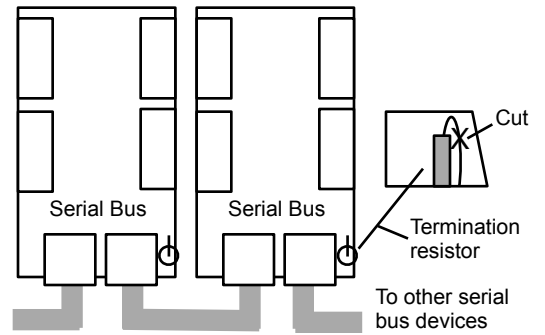 Cut
Serial Bus
Serial Bus
Termination
resistor
To other serial
bus devices